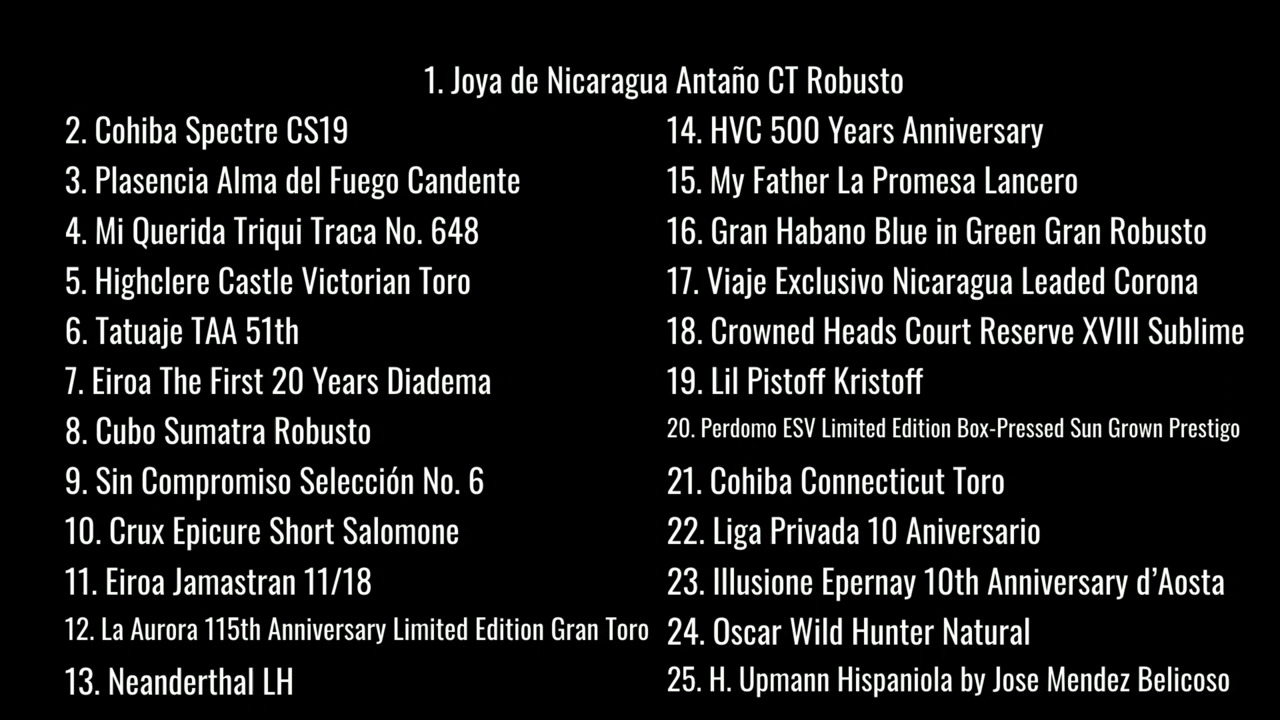 1. Joya de Nicaragua Antaño CT Robusto
2. Cohiba Spectre CS19
3. Plasencia Alma del Fuego Candente
4. Mi Querida Triqui Traca No. 648
5. Highclere Castle Victorian Toro
6. Tatuaje TAA 51th
7. Eiroa The First 20 Years Diadema
8. Cubo Sumatra Robusto
9. Sin Compromiso Selección No. 6
10. Crux Epicure Short Salomone
11. Eiroa Jamastran 11/18
12. La Aurora 115th Anniversary Limited Edition Gran Toro
13. Neanderthal LH
14. HVC 500 Years Anniversary
15. My Father La Promesa Lancero
16. Gran Habano Blue in Green Gran Robusto
17. Viaje Exclusivo Nicaragua Leaded Corona
18. Crowned Heads Court Reserve XVIII Sublime
19. Lil Pistoff Kristoff
20. Perdomo ESV Limited Edition Box-Pressed Sun Grown Prestigo
21. Cohiba Connecticut Toro
22. Liga Privada 10 Aniversario
23. Illusione Epernay 10th Anniversary d’Aosta
24. Oscar Wild Hunter Natural
25. H. Upmann Hispaniola by Jose Mendez Belicoso